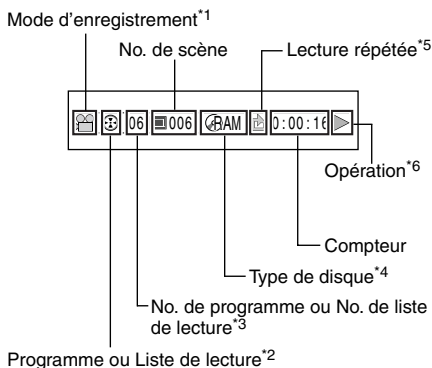 Mode d'enregistrement*1
No. de scène
Lecture répétée*5
06 006 RAM 0:00:16
Opération*6
Compteur
Type de disque*4
No. de programme ou No. de liste
de lecture*3
Programme ou Liste de lecture*2